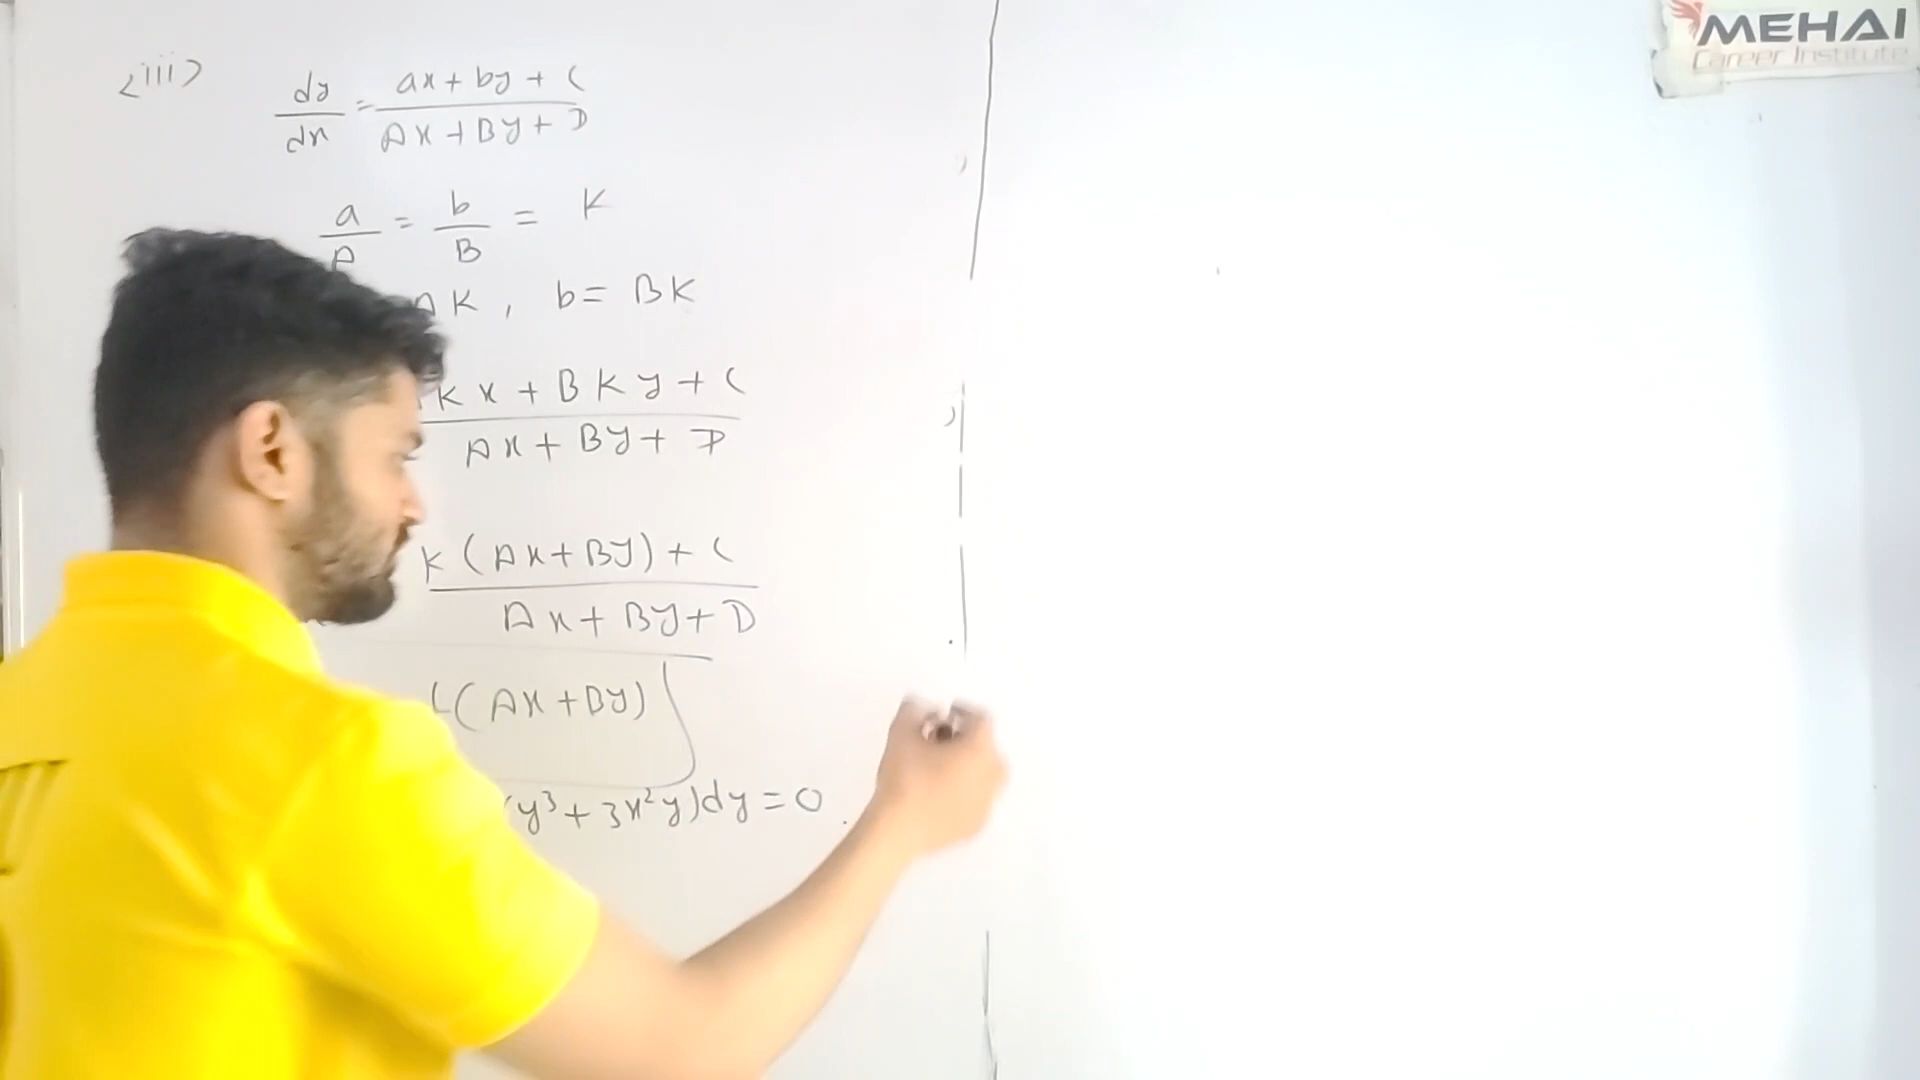 <iii> dy/dx = ax + by + C / Ax + By + D
a/A = b/B = K
AK , b = BK
Kx + BKy + C / Ax + By + D
K (Ax + By) + C / Ax + By + D
(Ax + By)
(y³ + 3x²y)dy = 0
MEHAI
Career Institute